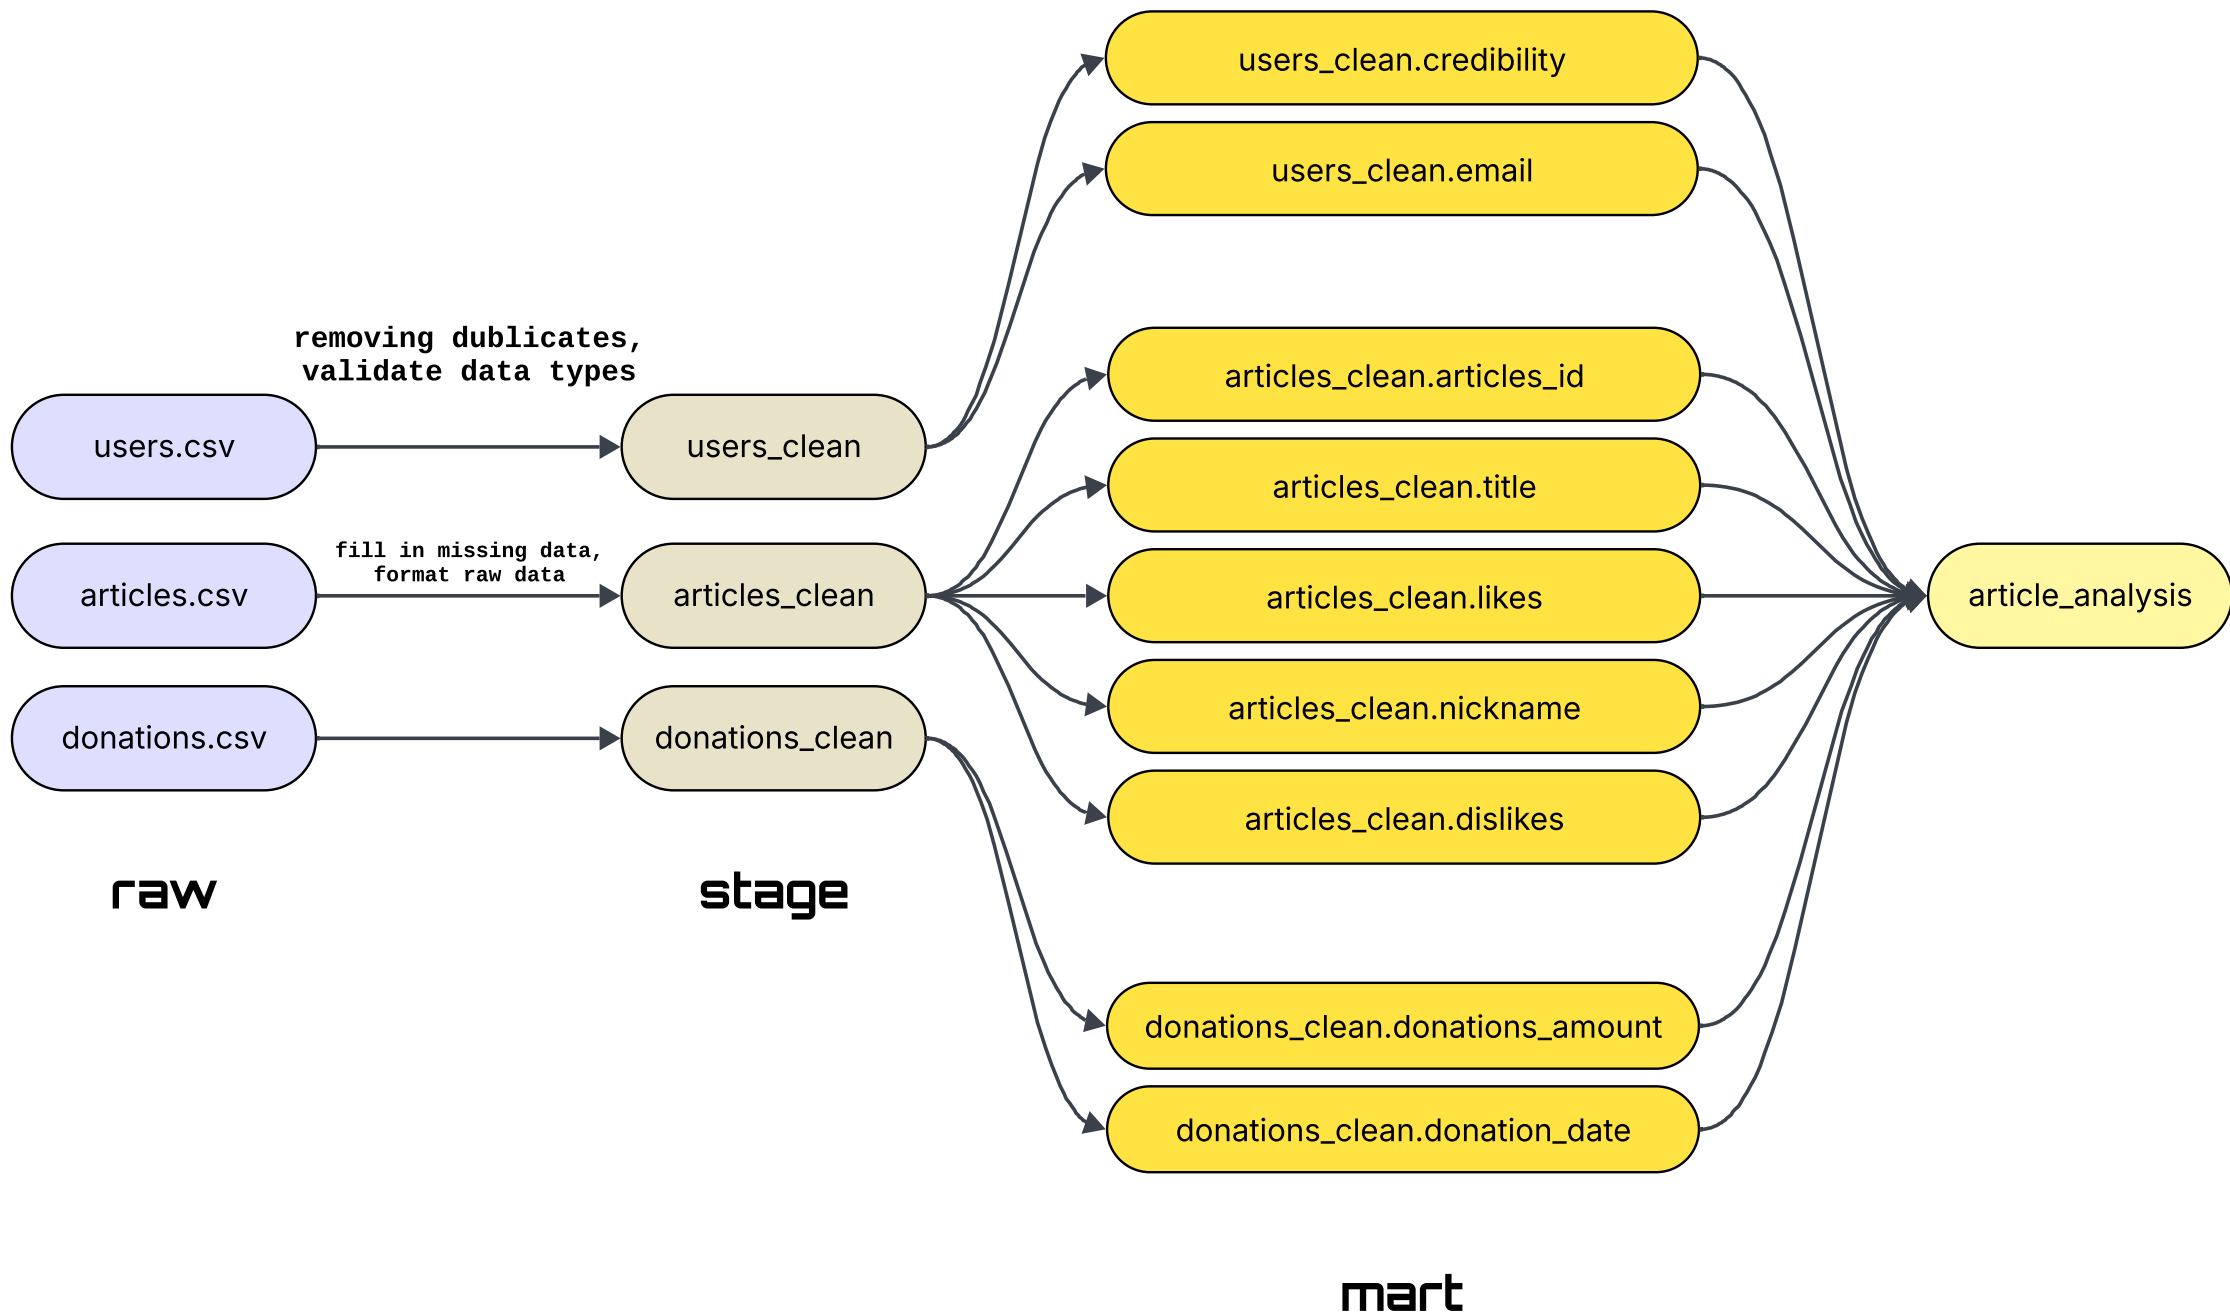 users_clean.credibility
users_clean.email
removing dublicates,
validate data types
articles_clean.articles_id
users.csv
users_clean
articles_clean.title
fill in missing data,
format raw data
articles.csv
articles_clean
articles_clean.likes
article_analysis
articles_clean.nickname
donations.csv
donations_clean
articles_clean.dislikes
raw
stage
donations_clean.donations_amount
donations_clean.donation_date
mart